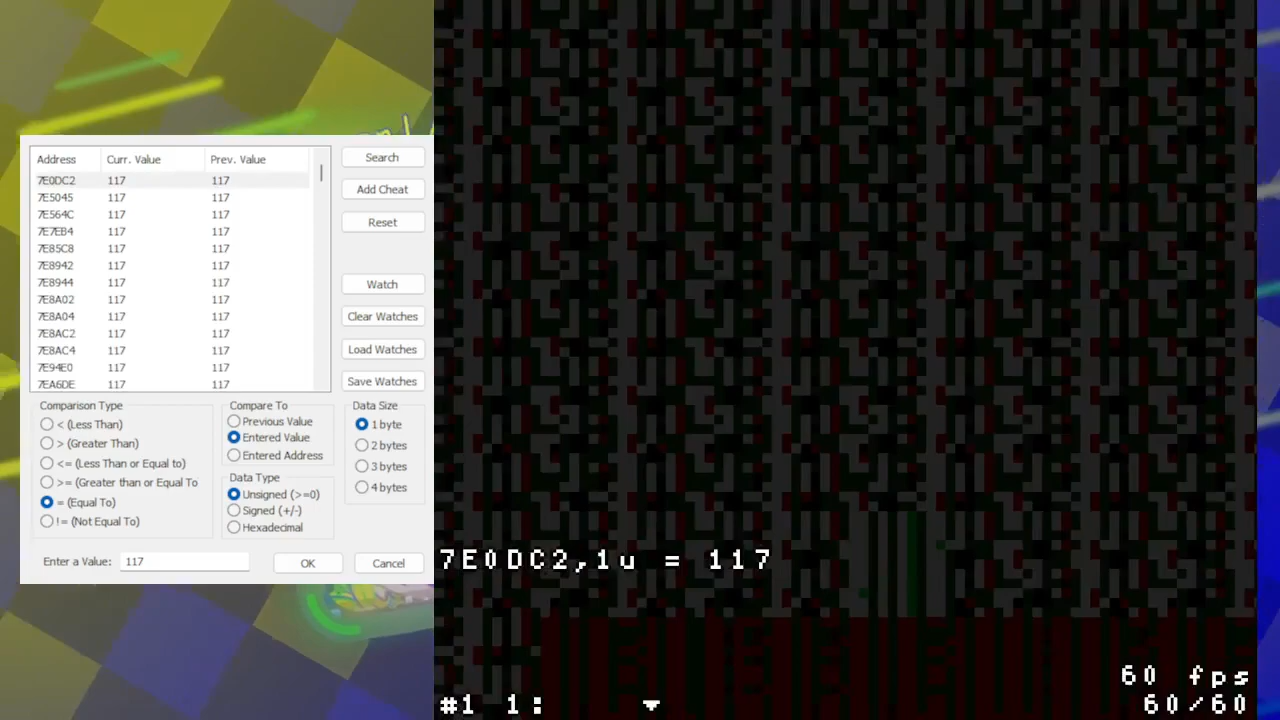 Address Curr. Value Prev. Value
7E0DC2 117 117
7E5045 117 117
7E564C 117 117
7E7EB4 117 117
7E85C8 117 117
7E8942 117 117
7E8944 117 117
7E8A02 117 117
7E8A04 117 117
7E8AC2 117 117
7E8AC4 117 117
7E94E0 117 117
7EA6DE 117 117
Search
Add Cheat
Reset
Watch
Clear Watches
Load Watches
Save Watches
Comparison Type
< (Less Than)
> (Greater Than)
<= (Less Than or Equal to)
>= (Greater than or Equal To
= (Equal To)
!= (Not Equal To)
Compare To
Previous Value
Entered Value
Entered Address
Data Type
Unsigned (>=0)
Signed (+/-)
Hexadecimal
Data Size
1 byte
2 bytes
3 bytes
4 bytes
Enter a Value: 117
OK
Cancel
7E0DC2,1u = 117
60 fps
#1 1:
60/60